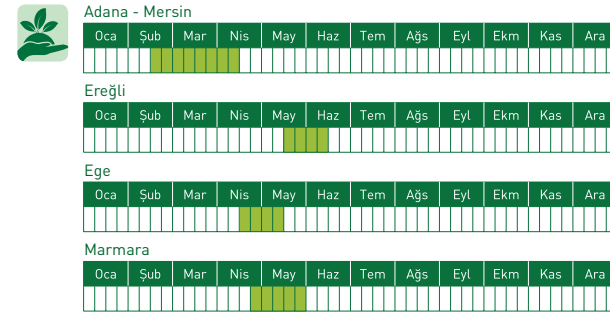 Adana - Mersin
Oca Şub Mar Nis May Haz Tem Ağs Eyl Ekm Kas Ara
Ereğli
Oca Şub Mar Nis May Haz Tem Ağs Eyl Ekm Kas Ara
Ege
Oca Şub Mar Nis May Haz Tem Ağs Eyl Ekm Kas Ara
Marmara
Oca Şub Mar Nis May Haz Tem Ağs Eyl Ekm Kas Ara